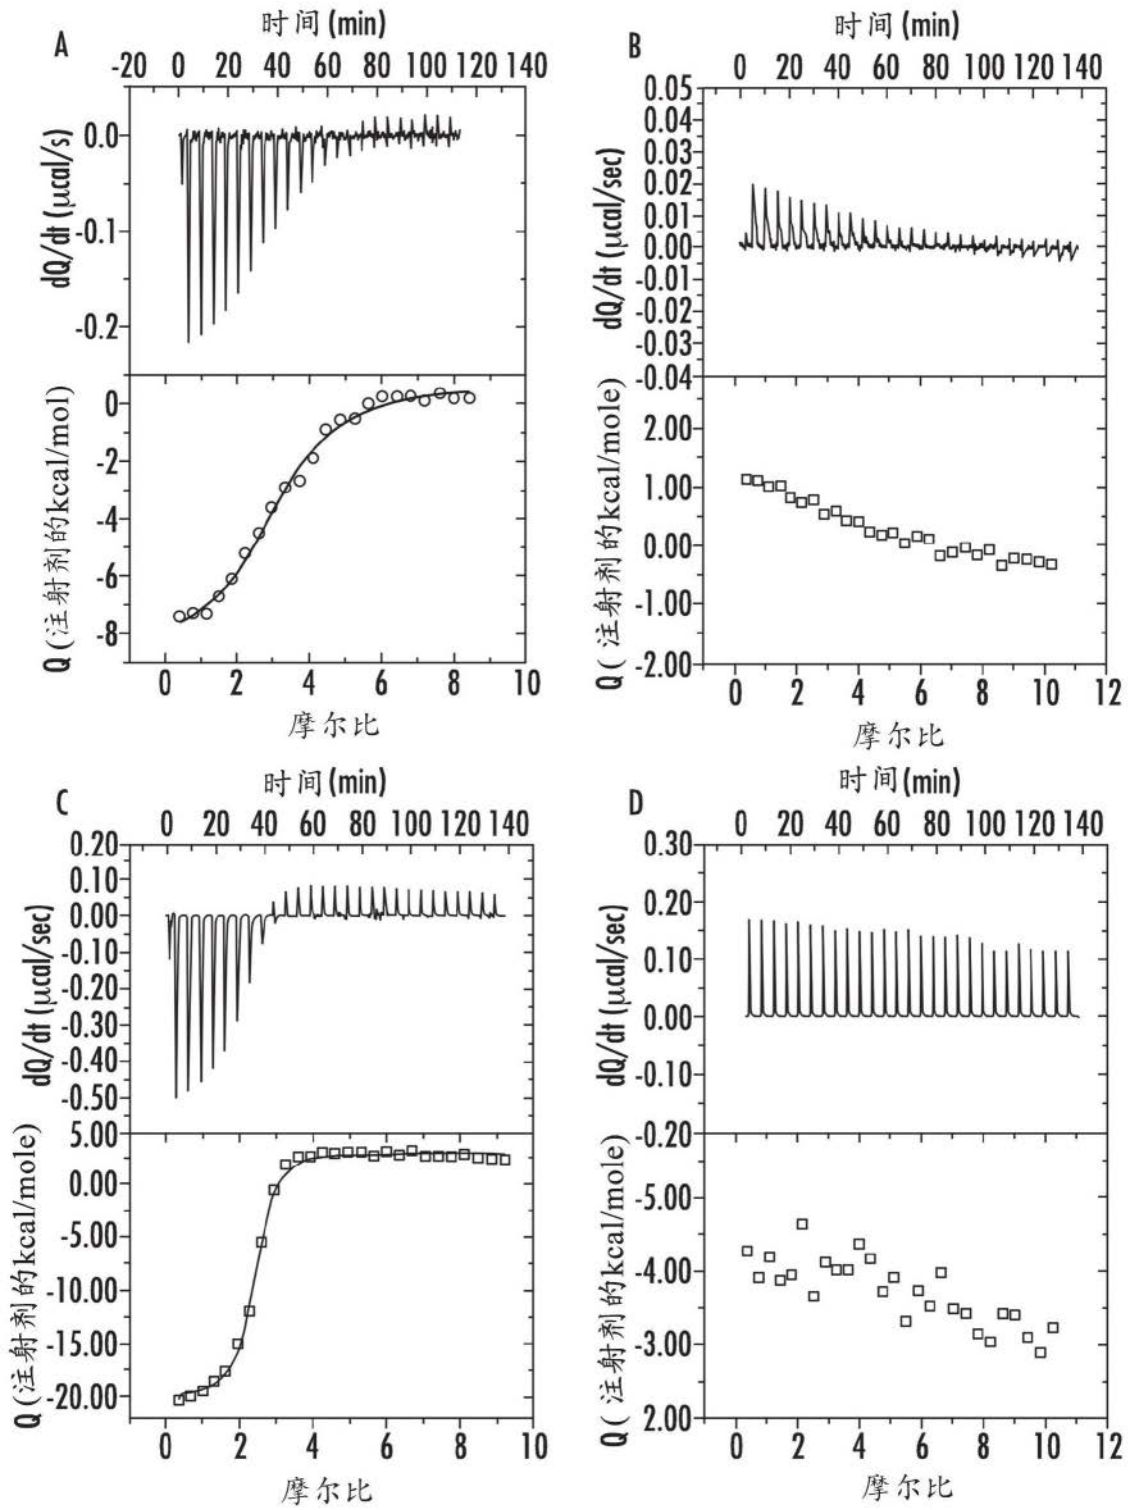 A
时间(min)
-20 0 20 40 60 80 100 120 140
dQ/dt (μcal/s)
0.0
-0.1
-0.2
Q (注射剂的kcal/mol)
0
-2
-4
-6
-8
0 2 4 6 8 10
摩尔比
B
时间(min)
0 20 40 60 80 100 120 140
dQ/dt (μcal/sec)
0.05
0.04
0.03
0.02
0.01
0.00
-0.01
-0.02
-0.03
-0.04
Q( 注射剂的kcal/mole)
2.00
1.00
0.00
-1.00
-2.00
0 2 4 6 8 10 12
摩尔比
C
时间(min)
0 20 40 60 80 100 120 140
dQ/dt (μcal/sec)
0.20
0.10
0.00
-0.10
-0.20
-0.30
-0.40
-0.50
Q (注射剂的kcal/mole)
5.00
0.00
-5.00
-10.00
-15.00
-20.00
0 2 4 6 8 10
摩尔比
D
时间(min)
0 20 40 60 80 100 120 140
dQ/dt (μcal/sec)
0.30
0.20
0.10
0.00
-0.10
-0.20
Q( 注射剂的kcal/mole)
-5.00
-4.00
-3.00
2.00
0 2 4 6 8 10 12
摩尔比